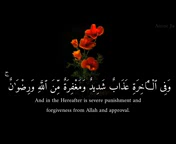 وَفِي ٱلْـَٔاخِرَةِ عَذَابٌ شَدِيدٌ وَمَغْفِرَةٌ مِّنَ ٱللَّهِ وَرِضْوَٰنٌ ۚ
And in the Hereafter is severe punishment and
forgiveness from Allah and approval.